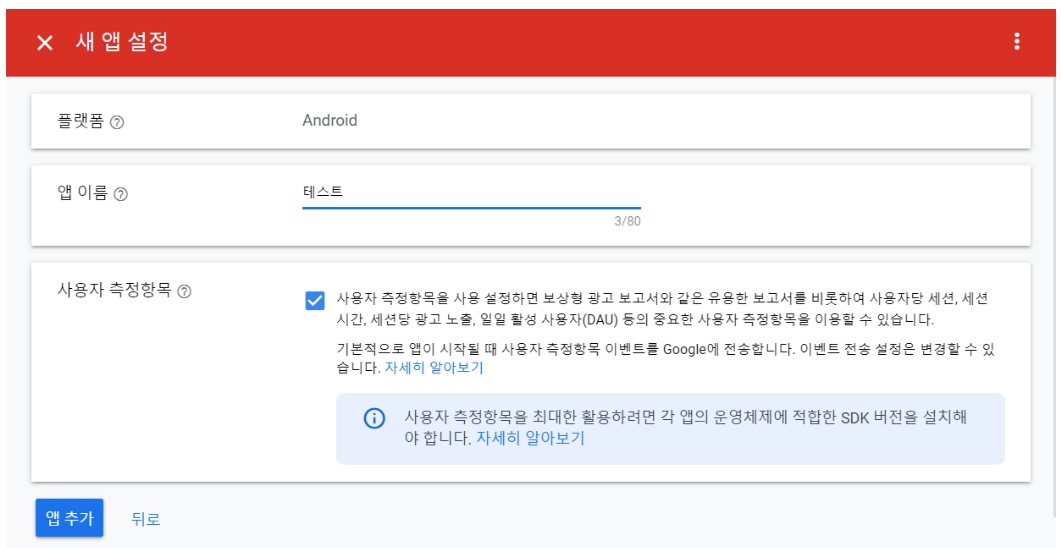 새 앱 설정
플랫폼
Android
앱 이름
테스트
3/80
사용자 측정항목
사용자 측정항목을 사용 설정하면 보상형 광고 보고서와 같은 유용한 보고서를 비롯하여 사용자당 세션, 세션
시간, 세션당 광고 노출, 일일 활성 사용자(DAU) 등의 중요한 사용자 측정항목을 이용할 수 있습니다.
기본적으로 앱이 시작될 때 사용자 측정항목 이벤트를 Google에 전송합니다. 이벤트 전송 설정은 변경할 수 있
습니다. 자세히 알아보기
사용자 측정항목을 최대한 활용하려면 각 앱의 운영체제에 적합한 SDK 버전을 설치해
야 합니다. 자세히 알아보기
앱 추가
뒤로